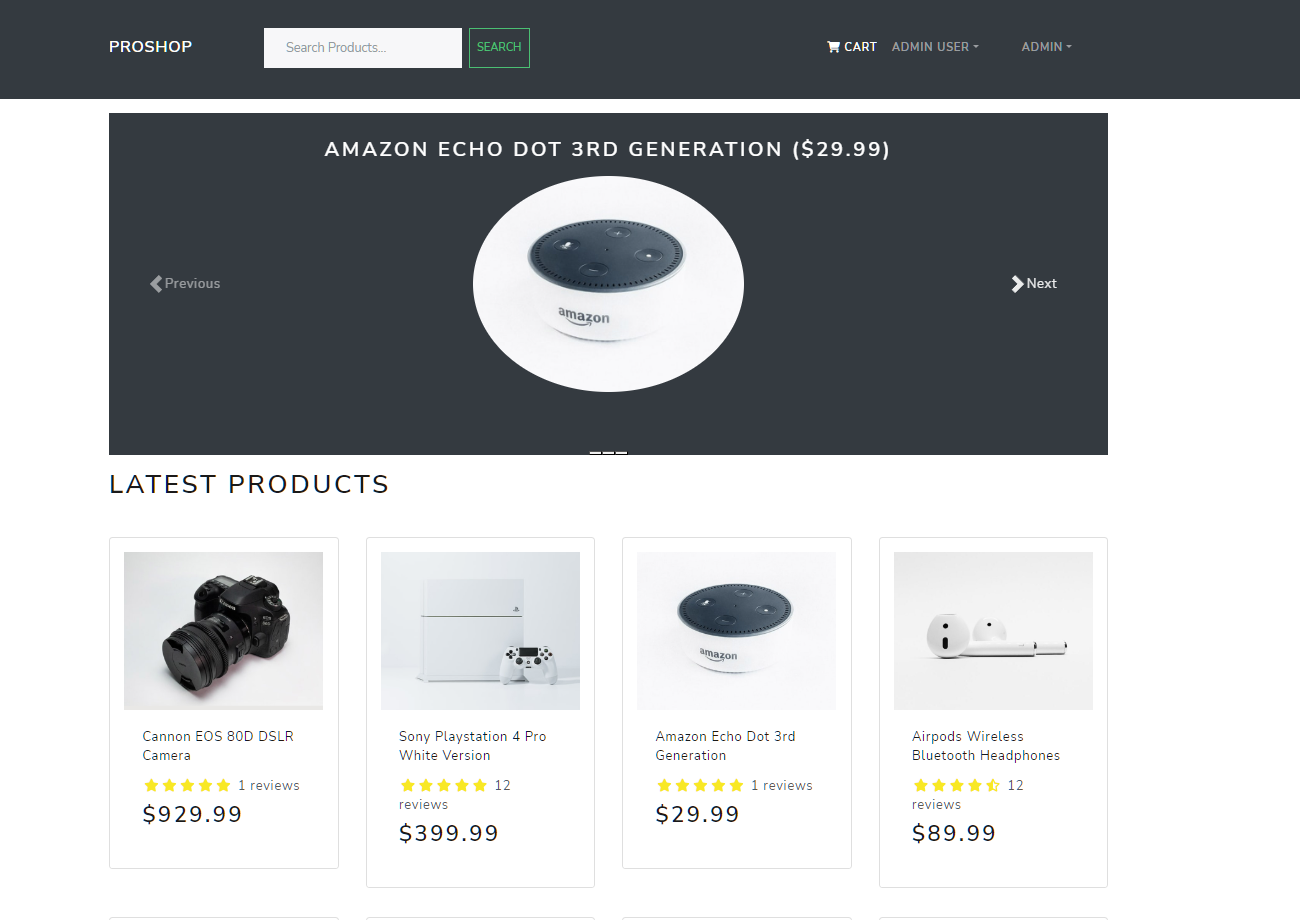 PROSHOP
Search Products...
SEARCH
CART
ADMIN USER
ADMIN
AMAZON ECHO DOT 3RD GENERATION ($29.99)
amazon
Previous
Next
LATEST PRODUCTS
Canon
amazon
Cannon EOS 80D DSLR
Camera
1 reviews
$929.99
Sony Playstation 4 Pro
White Version
12
reviews
$399.99
Amazon Echo Dot 3rd
Generation
1 reviews
$29.99
Airpods Wireless
Bluetooth Headphones
12
reviews
$89.99